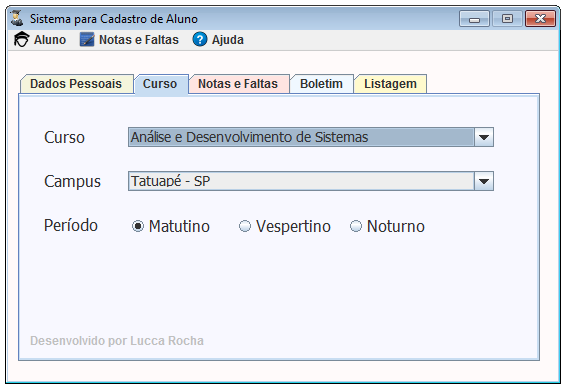 Sistema para Cadastro de Aluno
Aluno Notas e Faltas Ajuda
Dados Pessoais Curso Notas e Faltas Boletim Listagem
Curso Análise e Desenvolvimento de Sistemas
Campus Tatuapé - SP
Período Matutino Vespertino Noturno
Desenvolvido por Lucca Rocha